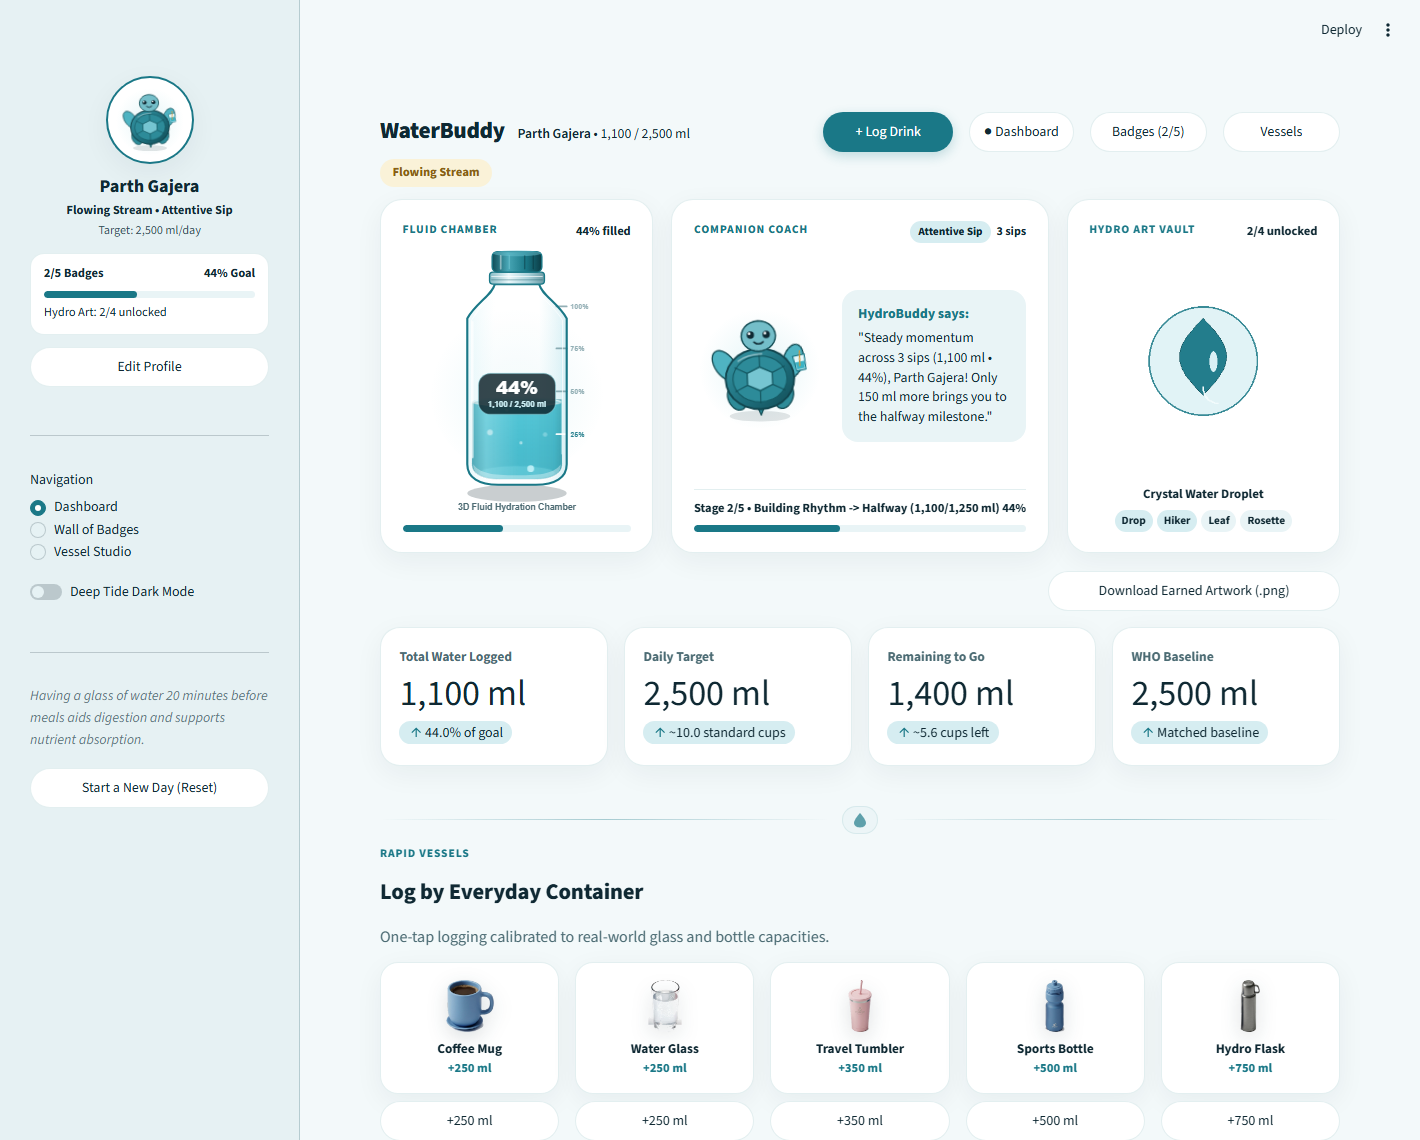 Deploy
Parth Gajera
Flowing Stream • Attentive Sip
Target: 2,500 ml/day
2/5 Badges 44% Goal
Hydro Art: 2/4 unlocked
Edit Profile
Navigation
Dashboard
Wall of Badges
Vessel Studio
Deep Tide Dark Mode
Having a glass of water 20 minutes before
meals aids digestion and supports
nutrient absorption.
Start a New Day (Reset)
WaterBuddy Parth Gajera • 1,100 / 2,500 ml
+ Log Drink
● Dashboard
Badges (2/5)
Vessels
Flowing Stream
FLUID CHAMBER 44% filled
100%
75%
50%
25%
44%
1,100 / 2,500 ml
3D Fluid Hydration Chamber
COMPANION COACH Attentive Sip 3 sips
HydroBuddy says:
"Steady momentum
across 3 sips (1,100 ml •
44%), Parth Gajera! Only
150 ml more brings you to
the halfway milestone."
Stage 2/5 • Building Rhythm -> Halfway (1,100/1,250 ml) 44%
HYDRO ART VAULT 2/4 unlocked
Crystal Water Droplet
Drop Hiker Leaf Rosette
Download Earned Artwork (.png)
Total Water Logged
1,100 ml
↑ 44.0% of goal
Daily Target
2,500 ml
↑ ~10.0 standard cups
Remaining to Go
1,400 ml
↑ ~5.6 cups left
WHO Baseline
2,500 ml
↑ Matched baseline
RAPID VESSELS
Log by Everyday Container
One-tap logging calibrated to real-world glass and bottle capacities.
Coffee Mug
+250 ml
+250 ml
Water Glass
+250 ml
+250 ml
Travel Tumbler
+350 ml
+350 ml
Sports Bottle
+500 ml
+500 ml
Hydro Flask
+750 ml
+750 ml